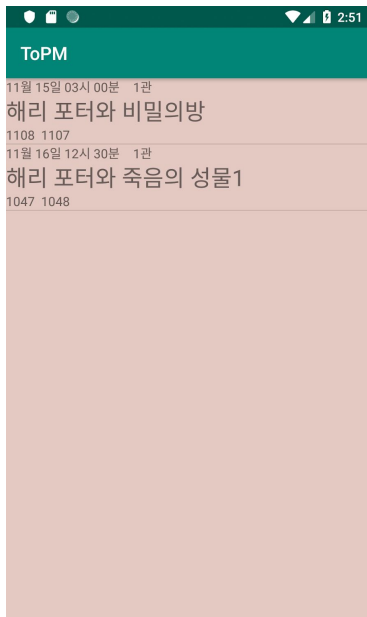 2:51
ToPM
11월 15일 03시 00분 1관
해리 포터와 비밀의방
1108 1107
11월 16일 12시 30분 1관
해리 포터와 죽음의 성물1
1047 1048